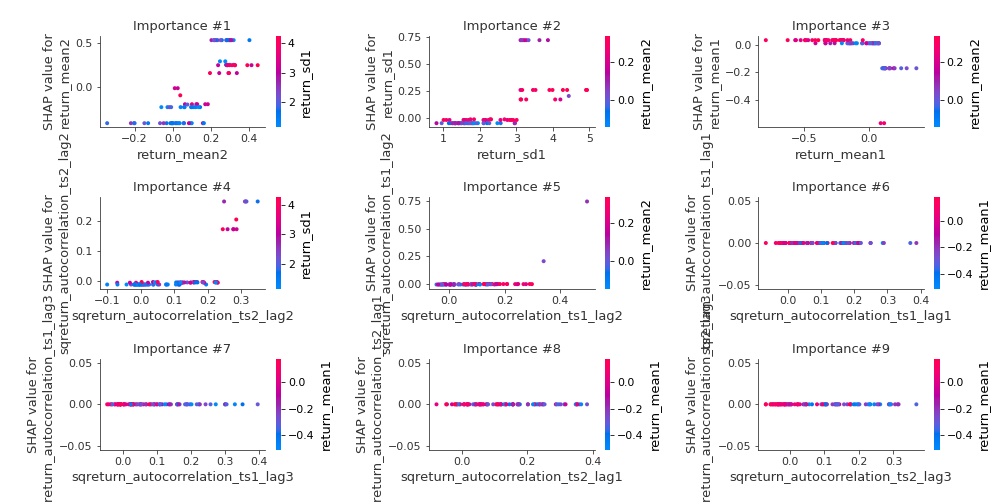 Importance #1
SHAP value for
return_mean2
0.5
0.0
0.0
0.2
0.4
return_mean2
4
3
2
return_sd1
Importance #2
SHAP value for
return_sd1
0.75
0.50
0.25
0.00
1
2
3
4
5
return_sd1
0.2
0.0
return_mean2
Importance #3
SHAP value for
return_mean1
0.0
−0.2
−0.4
−0.5
0.0
return_mean1
0.2
0.0
return_mean2
Importance #4
SHAP value for
sqreturn_autocorrelation_ts2_lag2
0.2
0.1
0.0
−0.1
0.0
0.1
0.2
0.3
sqreturn_autocorrelation_ts2_lag2
4
3
2
return_sd1
Importance #5
SHAP value for
sqreturn_autocorrelation_ts1_lag2
0.75
0.50
0.25
0.00
0.0
0.2
0.4
sqreturn_autocorrelation_ts1_lag2
0.2
0.0
return_mean2
Importance #6
SHAP value for
sqreturn_autocorrelation_ts1_lag1
0.05
0.00
−0.05
0.0
0.1
0.2
0.3
0.4
sqreturn_autocorrelation_ts1_lag1
0.0
−0.2
−0.4
return_mean1
Importance #7
SHAP value for
sqreturn_autocorrelation_ts1_lag3
0.05
0.00
−0.05
0.0
0.1
0.2
0.3
0.4
sqreturn_autocorrelation_ts1_lag3
0.0
−0.2
−0.4
return_mean1
Importance #8
SHAP value for
sqreturn_autocorrelation_ts2_lag1
0.05
0.00
−0.05
0.0
0.2
0.4
sqreturn_autocorrelation_ts2_lag1
0.0
−0.2
−0.4
return_mean1
Importance #9
SHAP value for
sqreturn_autocorrelation_ts2_lag3
0.05
0.00
−0.05
0.0
0.1
0.2
0.3
sqreturn_autocorrelation_ts2_lag3
0.0
−0.2
−0.4
return_mean1